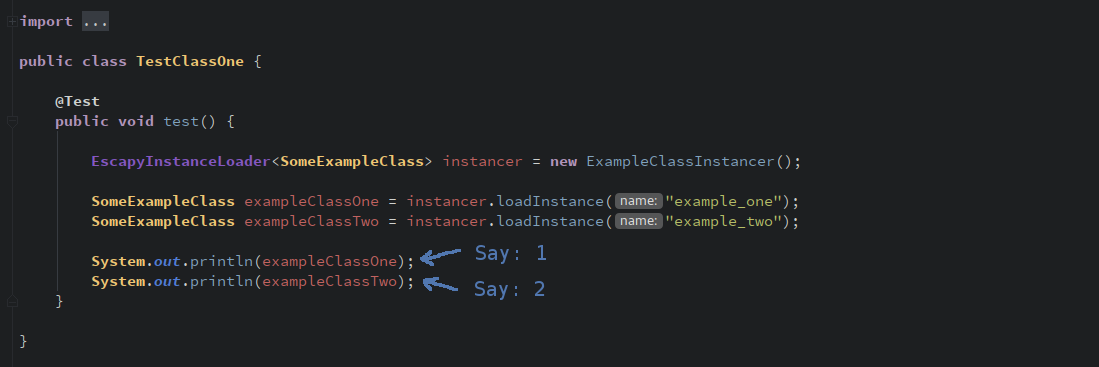 import ...
public class TestClassOne {
@Test
public void test() {
EscapyInstanceLoader<SomeExampleClass> instancer = new ExampleClassInstancer();
SomeExampleClass exampleClassOne = instancer.loadInstance( name: "example_one");
SomeExampleClass exampleClassTwo = instancer.loadInstance( name: "example_two");
System.out.println(exampleClassOne); Say: 1
System.out.println(exampleClassTwo); Say: 2
}
}